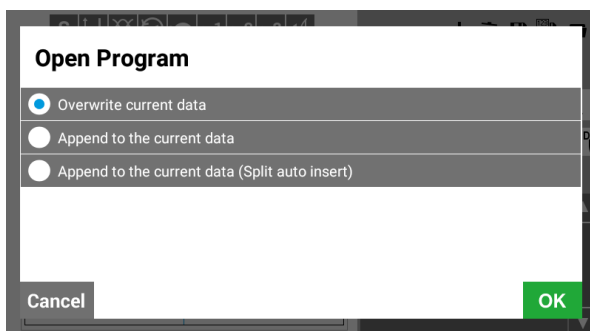 Open Program
Overwrite current data
Append to the current data
Append to the current data (Split auto insert)
Cancel
OK